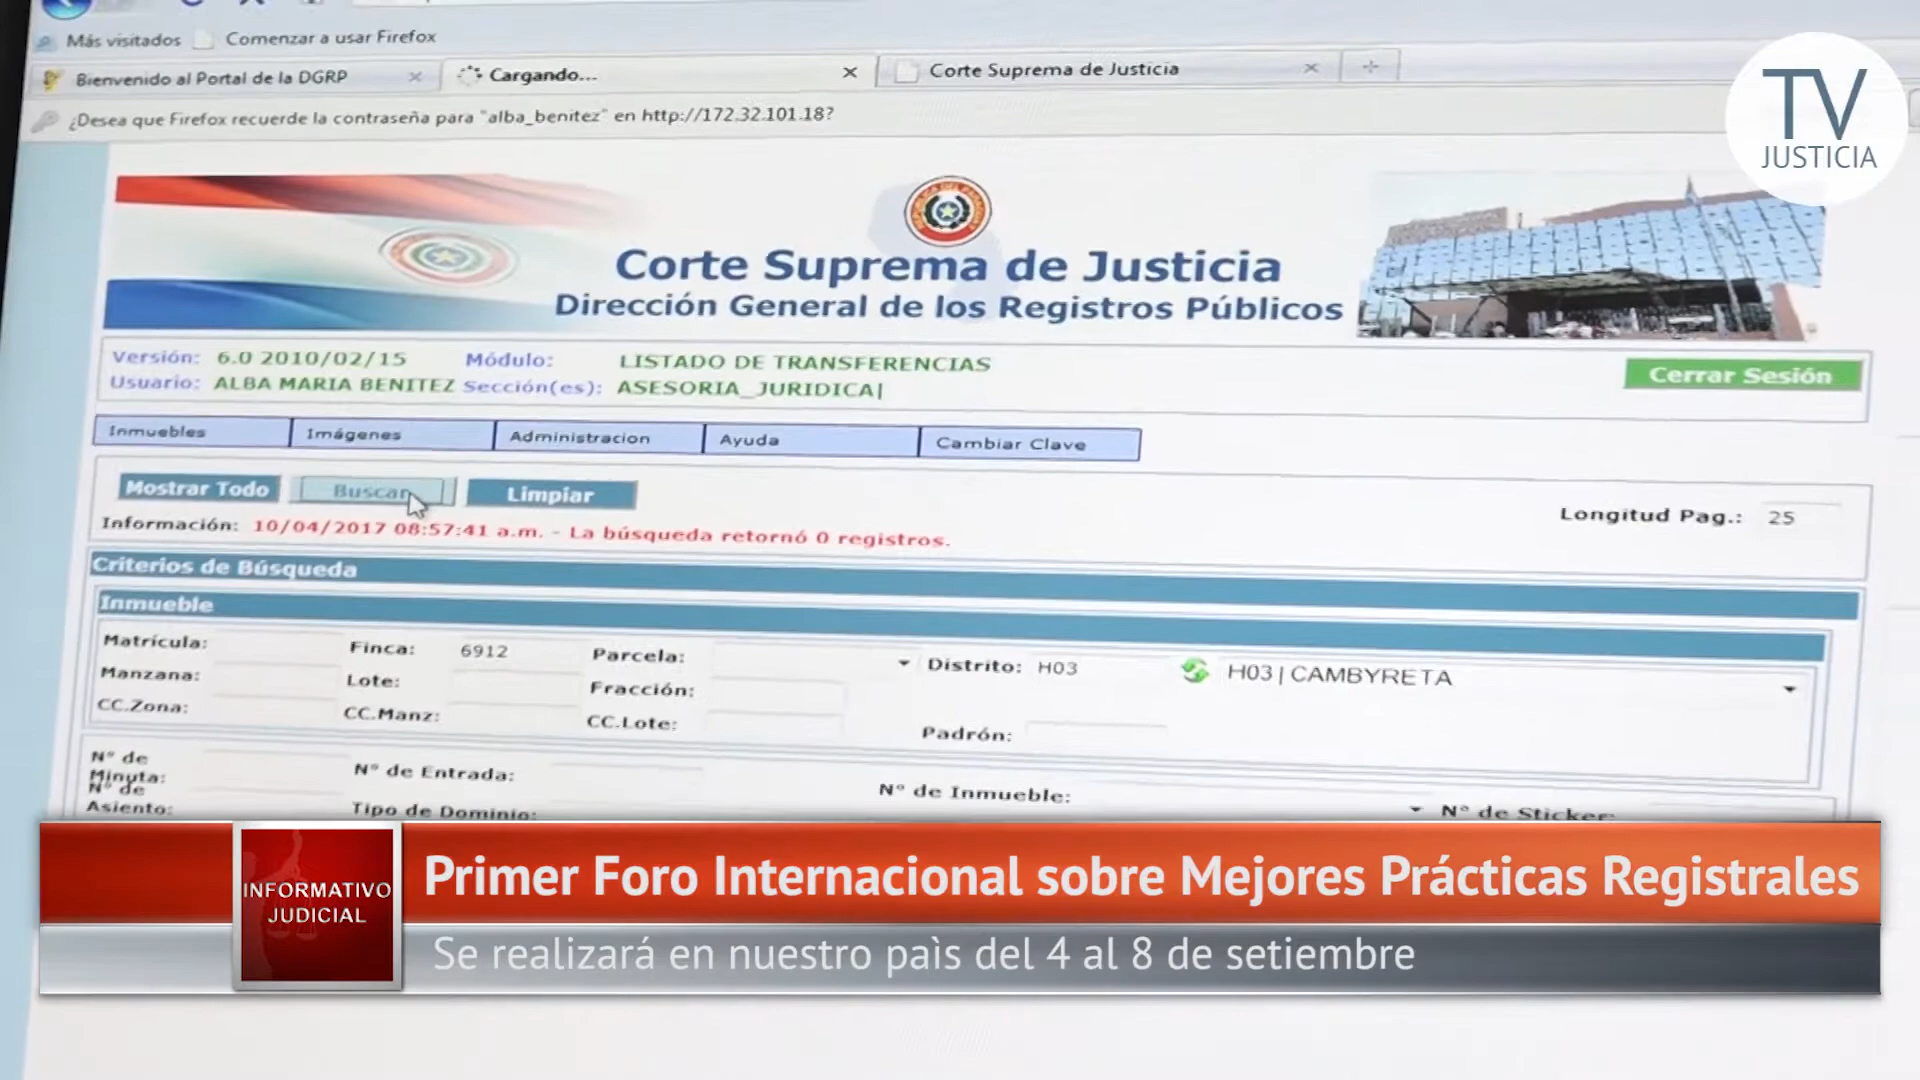 Más visitados Comenzar a usar Firefox
Bienvenido al Portal de la DGRP Cargando... Corte Suprema de Justicia
¿Desea que Firefox recuerde la contraseña para "alba_benitez" en http://172.32.101.18?
TV
JUSTICIA
Corte Suprema de Justicia
Dirección General de los Registros Públicos
Versión: 6.0 2010/02/15 Módulo: LISTADO DE TRANSFERENCIAS
Usuario: ALBA MARIA BENITEZ Sección(es): ASESORIA_JURIDICA|
Cerrar Sesión
Inmuebles Imágenes Administracion Ayuda Cambiar Clave
Mostrar Todo Buscar Limpiar
Longitud Pag.: 25
Información: 10/04/2017 08:57:41 a.m. - La búsqueda retornó 0 registros.
Criterios de Búsqueda
Inmueble
Matrícula: Finca: 6912 Parcela: Distrito: H03 H03 | CAMBYRETA
Manzana: Lote: Fracción:
CC.Zona: CC.Manz: CC.Lote: Padrón:
N° de Minuta: N° de Entrada: N° de Inmueble: N° de Sticker:
N° de Asiento: Tipo de Dominio:
INFORMATIVO
JUDICIAL
Primer Foro Internacional sobre Mejores Prácticas Registrales
Se realizará en nuestro paìs del 4 al 8 de setiembre